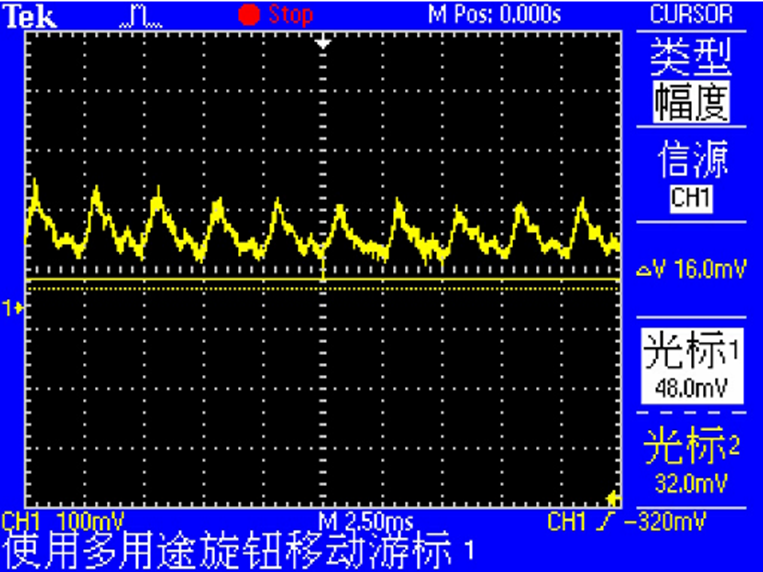 Tek Stop M Pos: 0.000s CURSOR
类型
幅度
信源
CH1
△V 16.0mV
1
光标1
48.0mV
光标2
32.0mV
CH1 100mV M 2.50ms CH1 -320mV
使用多用途旋钮移动游标 1